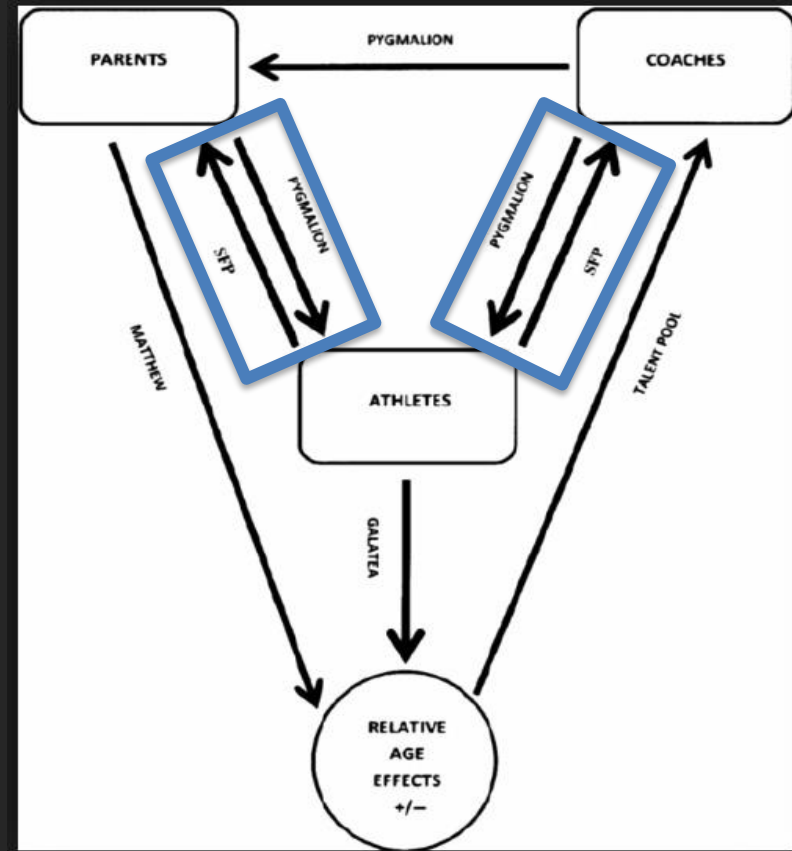 PYGMALION
PARENTS
COACHES
PYGMALION
SFP
PYGMALION
SFP
MATTHEW
TALENT POOL
ATHLETES
GALATEA
RELATIVE
AGE
EFFECTS
+/−